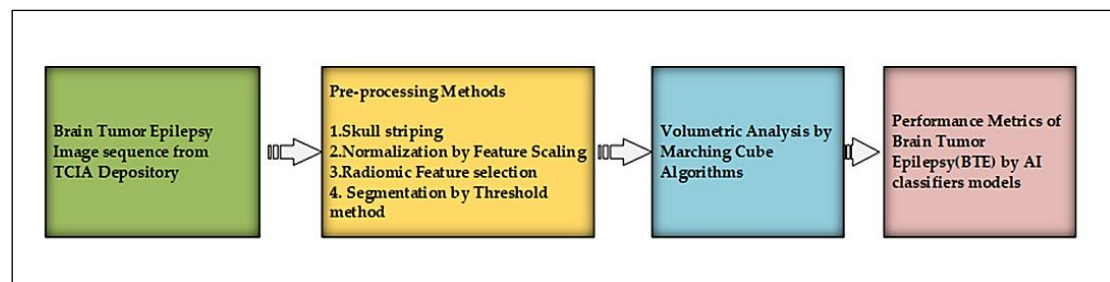 Brain Tumor Epilepsy
Image sequence from
TCIA Depository
Pre-processing Methods
1.Skull striping
2.Normalization by Feature Scaling
3.Radiomic Feature selection
4. Segmentation by Threshold
method
Volumetric Analysis by
Marching Cube
Algorithms
Performance Metrics of
Brain Tumor
Epilepsy(BTE) by AI
classifiers models